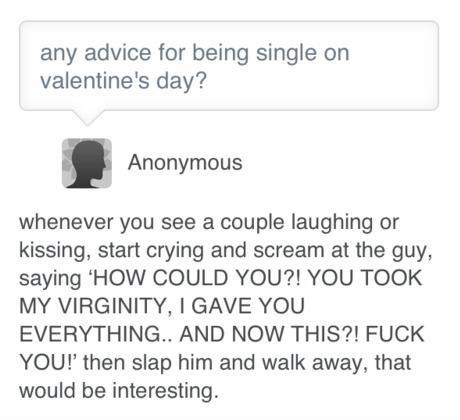 any advice for being single on
valentine's day?
Anonymous
whenever you see a couple laughing or
kissing, start crying and scream at the guy,
saying ‘HOW COULD YOU?! YOU TOOK
MY VIRGINITY, I GAVE YOU
EVERYTHING.. AND NOW THIS?! FUCK
YOU!’ then slap him and walk away, that
would be interesting.